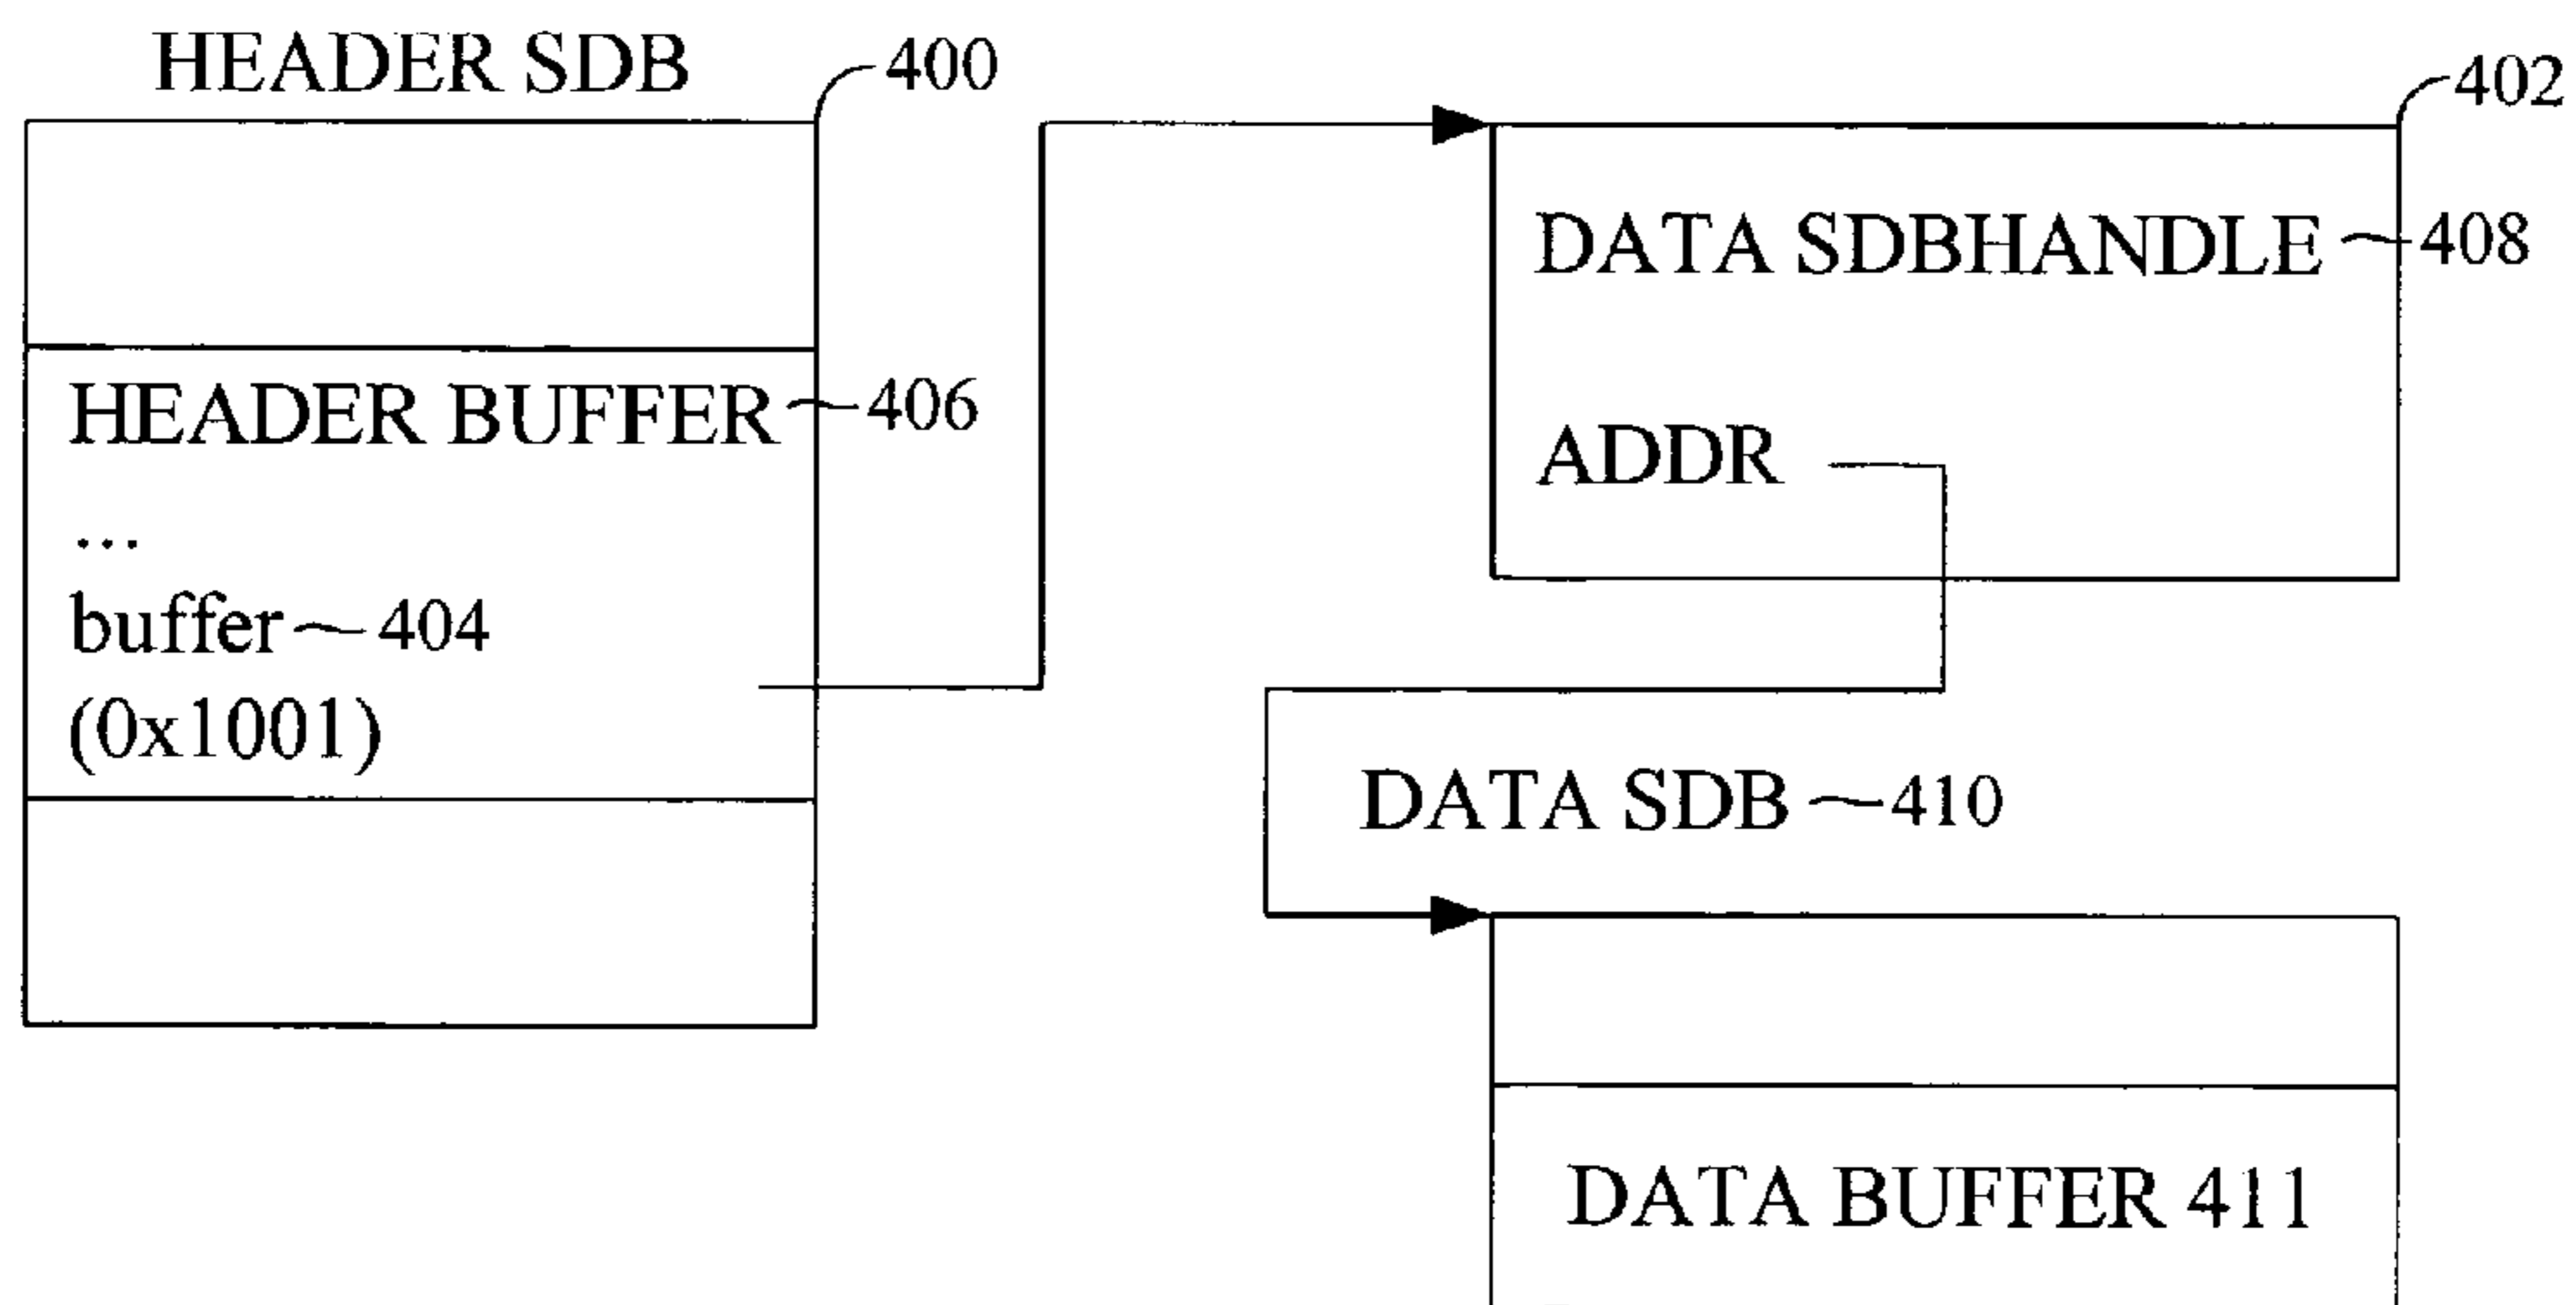 HEADER SDB
400
HEADER BUFFER 406
...
buffer 404
(0x1001)
402
DATA SDBHANDLE 408
ADDR
DATA SDB 410
DATA BUFFER 411